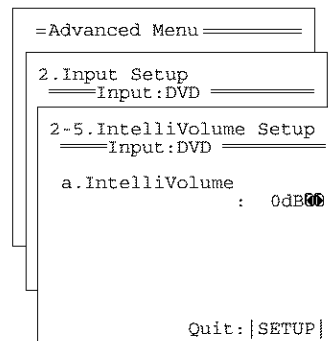 Advanced Menu
2.Input Setup
Input:DVD
2-5.IntelliVolume Setup
Input:DVD
a.IntelliVolume
: 0dB
Quit:|SETUP|